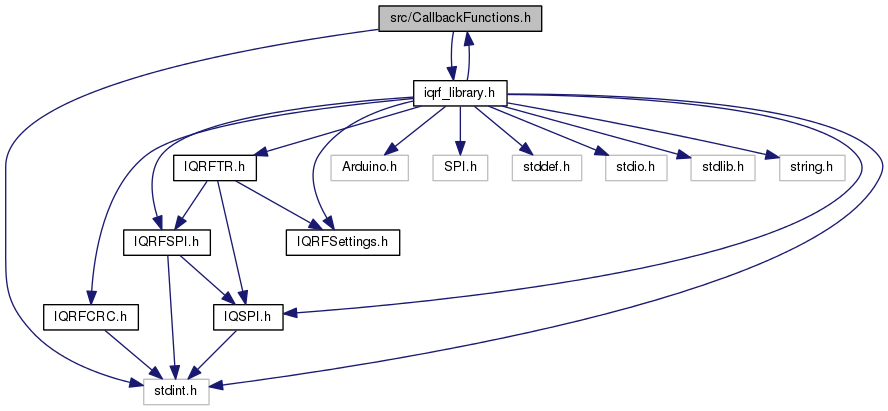 src/CallbackFunctions.h
iqrf_library.h
IQRFTR.h
Arduino.h
SPI.h
stddef.h
stdio.h
stdlib.h
string.h
IQRFSPI.h
IQRFSettings.h
IQRFCRC.h
IQSPI.h
stdint.h